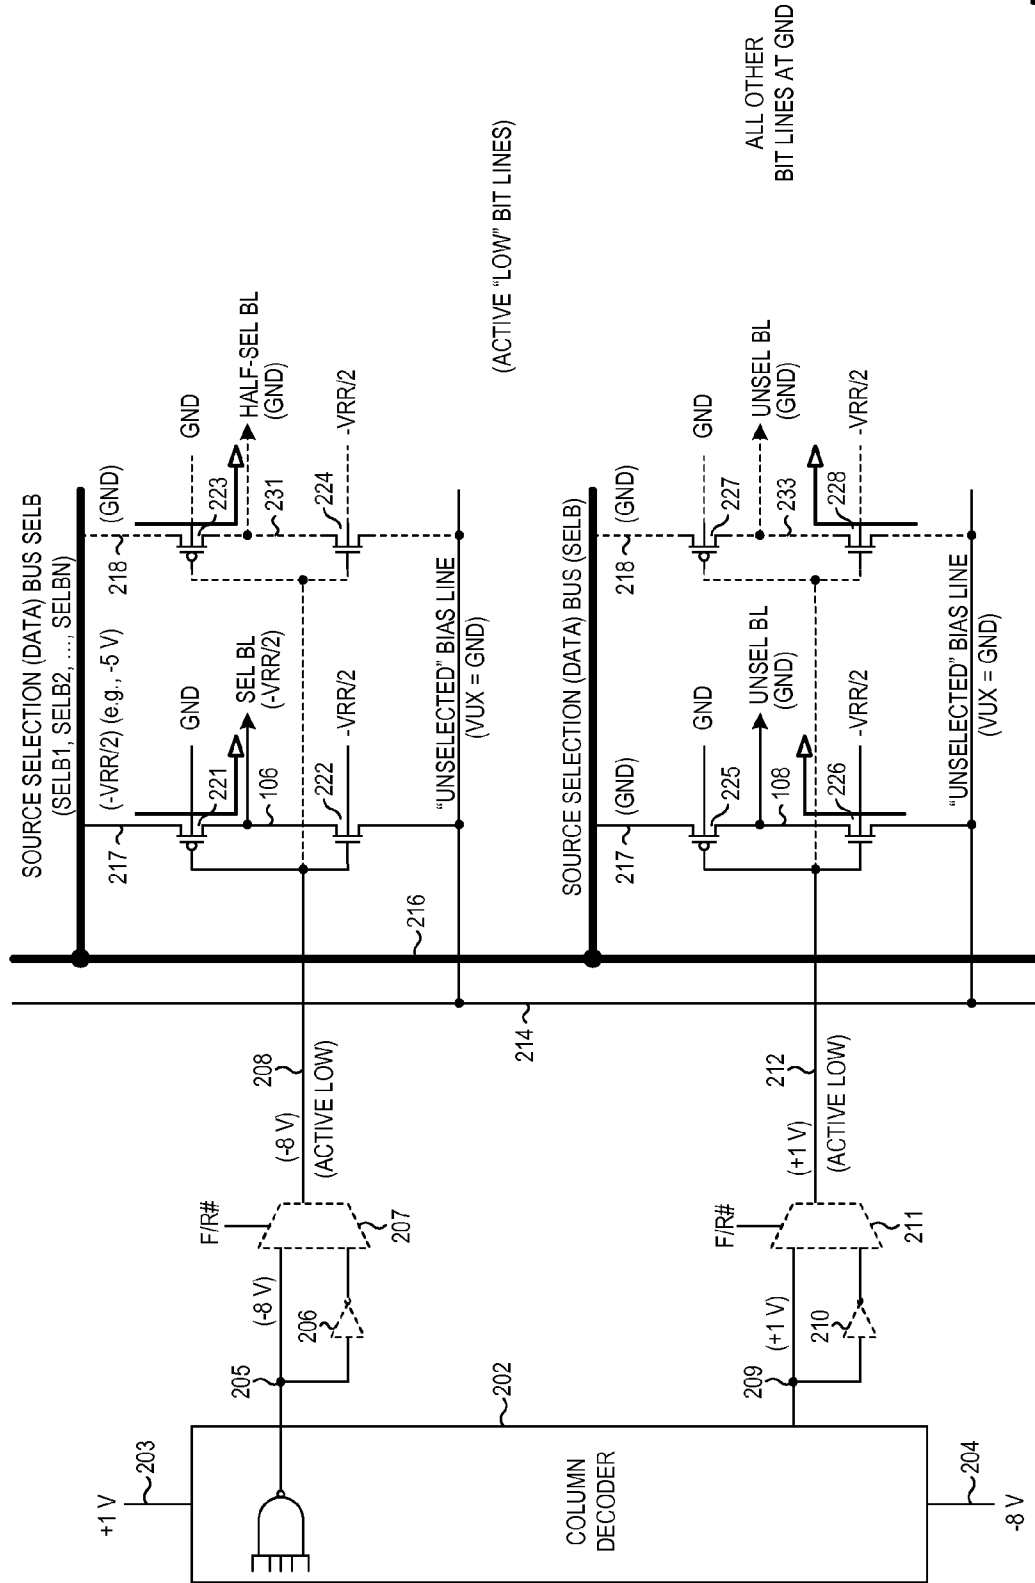 +1 V
203
COLUMN
DECODER
202
204
-8 V
205
(-8 V)
206
F/R#
207
(-8 V)
208
(ACTIVE LOW)
209
(+1 V)
210
F/R#
211
(+1 V)
212
(ACTIVE LOW)
214
216
SOURCE SELECTION (DATA) BUS SELB
(SELB1, SELB2, ..., SELBN)
217
(-VRR/2) (e.g., -5 V)
GND
221
SEL BL
(-VRR/2)
106
222
-VRR/2
218
(GND)
GND
223
HALF-SEL BL
(GND)
231
224
-VRR/2
"UNSELECTED" BIAS LINE
(VUX = GND)
(ACTIVE "LOW" BIT LINES)
SOURCE SELECTION (DATA) BUS (SELB)
217
(GND)
GND
225
UNSEL BL
(GND)
108
226
-VRR/2
218
(GND)
GND
227
UNSEL BL
(GND)
233
228
-VRR/2
"UNSELECTED" BIAS LINE
(VUX = GND)
ALL OTHER
BIT LINES AT GND